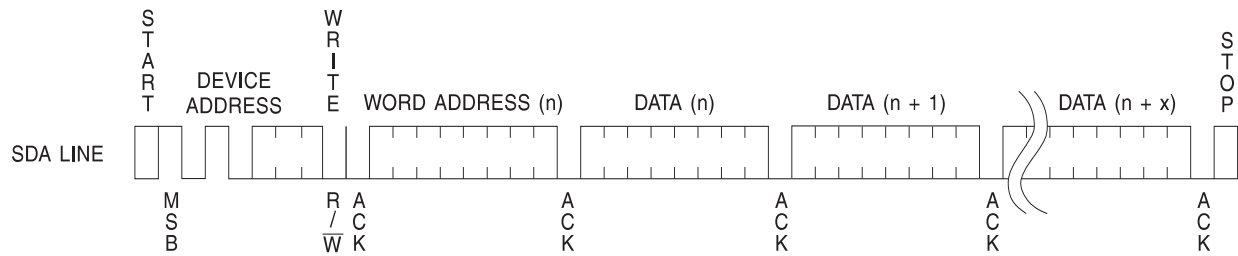 START
WRITE
STOP
DEVICE
ADDRESS
WORD ADDRESS (n)
DATA (n)
DATA (n + 1)
DATA (n + x)
SDA LINE
MSB
R/W̅
ACK
ACK
ACK
ACK
ACK